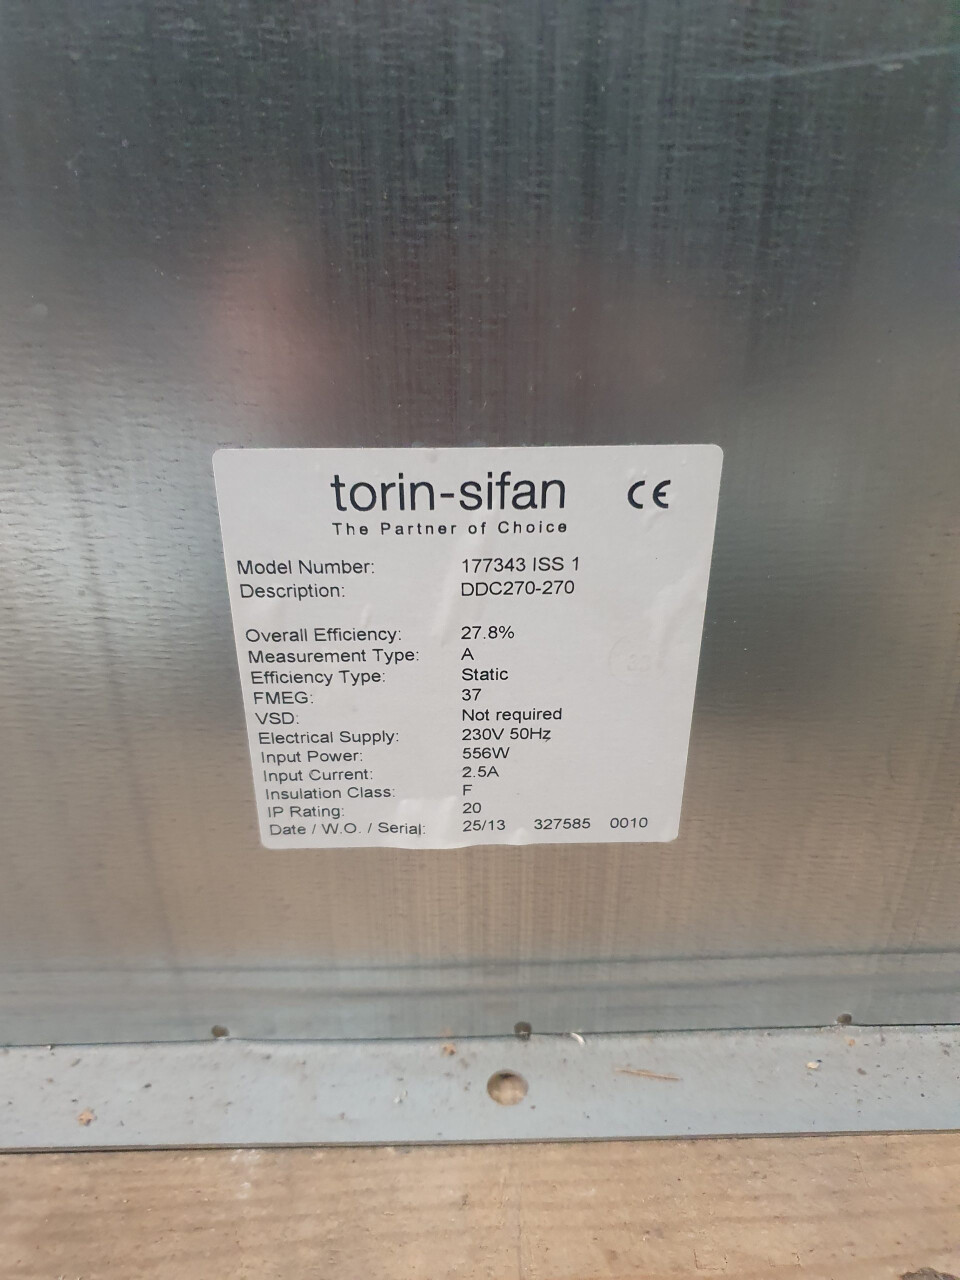 torin-sifan CE
The Partner of Choice
Model Number: 177343 ISS 1
Description: DDC270-270
Overall Efficiency: 27.8%
Measurement Type: A
Efficiency Type: Static
FMEG: 37
VSD: Not required
Electrical Supply: 230V 50Hz
Input Power: 556W
Input Current: 2.5A
Insulation Class: F
IP Rating: 20
Date / W.O. / Serial: 25/13 327585 0010